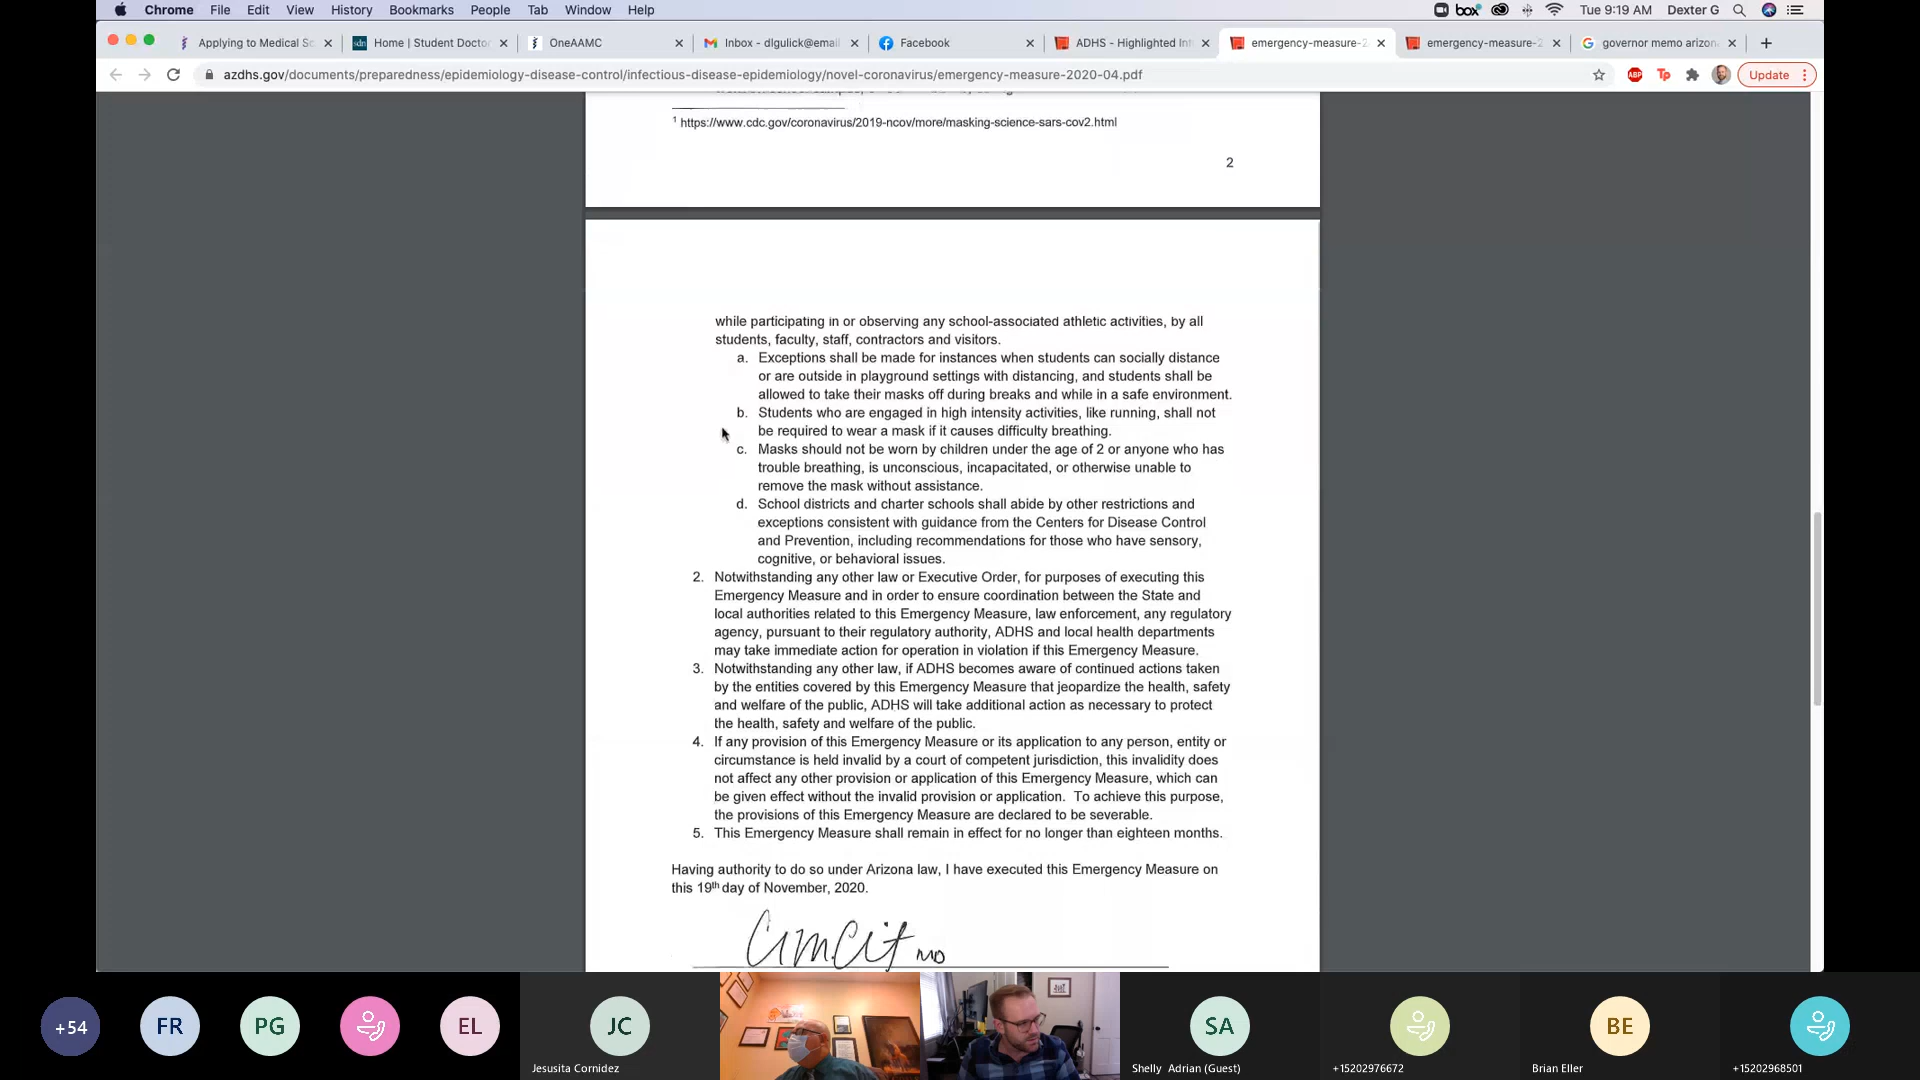 Chrome File Edit View History Bookmarks People Tab Window Help box Tue 9:19 AM Dexter G
Applying to Medical Sc Home | Student Doctor OneAAMC Inbox - dlgulick@email Facebook ADHS - Highlighted Inf emergency-measure-2 emergency-measure-2 governor memo arizon
azdhs.gov/documents/preparedness/epidemiology-disease-control/infectious-disease-epidemiology/novel-coronavirus/emergency-measure-2020-04.pdf ABP Tp Update
1 https://www.cdc.gov/coronavirus/2019-ncov/more/masking-science-sars-cov2.html
2
while participating in or observing any school-associated athletic activities, by all
students, faculty, staff, contractors and visitors.
a. Exceptions shall be made for instances when students can socially distance
or are outside in playground settings with distancing, and students shall be
allowed to take their masks off during breaks and while in a safe environment.
b. Students who are engaged in high intensity activities, like running, shall not
be required to wear a mask if it causes difficulty breathing.
c. Masks should not be worn by children under the age of 2 or anyone who has
trouble breathing, is unconscious, incapacitated, or otherwise unable to
remove the mask without assistance.
d. School districts and charter schools shall abide by other restrictions and
exceptions consistent with guidance from the Centers for Disease Control
and Prevention, including recommendations for those who have sensory,
cognitive, or behavioral issues.
2. Notwithstanding any other law or Executive Order, for purposes of executing this
Emergency Measure and in order to ensure coordination between the State and
local authorities related to this Emergency Measure, law enforcement, any regulatory
agency, pursuant to their regulatory authority, ADHS and local health departments
may take immediate action for operation in violation if this Emergency Measure.
3. Notwithstanding any other law, if ADHS becomes aware of continued actions taken
by the entities covered by this Emergency Measure that jeopardize the health, safety
and welfare of the public, ADHS will take additional action as necessary to protect
the health, safety and welfare of the public.
4. If any provision of this Emergency Measure or its application to any person, entity or
circumstance is held invalid by a court of competent jurisdiction, this invalidity does
not affect any other provision or application of this Emergency Measure, which can
be given effect without the invalid provision or application. To achieve this purpose,
the provisions of this Emergency Measure are declared to be severable.
5. This Emergency Measure shall remain in effect for no longer than eighteen months.
Having authority to do so under Arizona law, I have executed this Emergency Measure on
this 19th day of November, 2020.
MD
+54 FR PG EL JC SA BE
Jesusita Cornidez Shelly Adrian (Guest) +15202976672 Brian Eller +15202968501